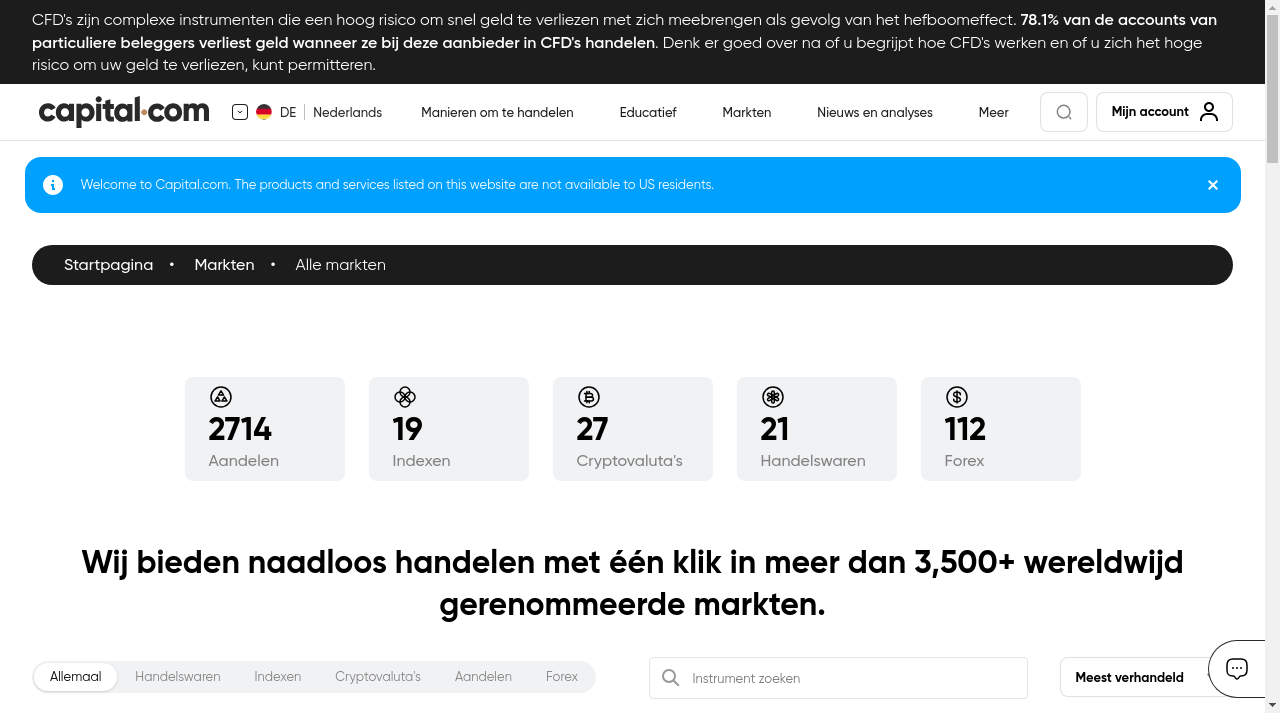 CFD's zijn complexe instrumenten die een hoog risico om snel geld te verliezen met zich meebrengen als gevolg van het hefboomeffect. 78.1% van de accounts van
particuliere beleggers verliest geld wanneer ze bij deze aanbieder in CFD's handelen. Denk er goed over na of u begrijpt hoe CFD's werken en of u zich het hoge
risico om uw geld te verliezen, kunt permitteren.
capital.com DE Nederlands Manieren om te handelen Educatief Markten Nieuws en analyses Meer Mijn account
Welcome to Capital.com. The products and services listed on this website are not available to US residents.
Startpagina • Markten • Alle markten
2714 19 27 21 112
Aandelen Indexen Cryptovaluta's Handelswaren Forex
Wij bieden naadloos handelen met één klik in meer dan 3,500+ wereldwijd
gerenommeerde markten.
Allemaal Handelswaren Indexen Cryptovaluta's Aandelen Forex Instrument zoeken Meest verhandeld